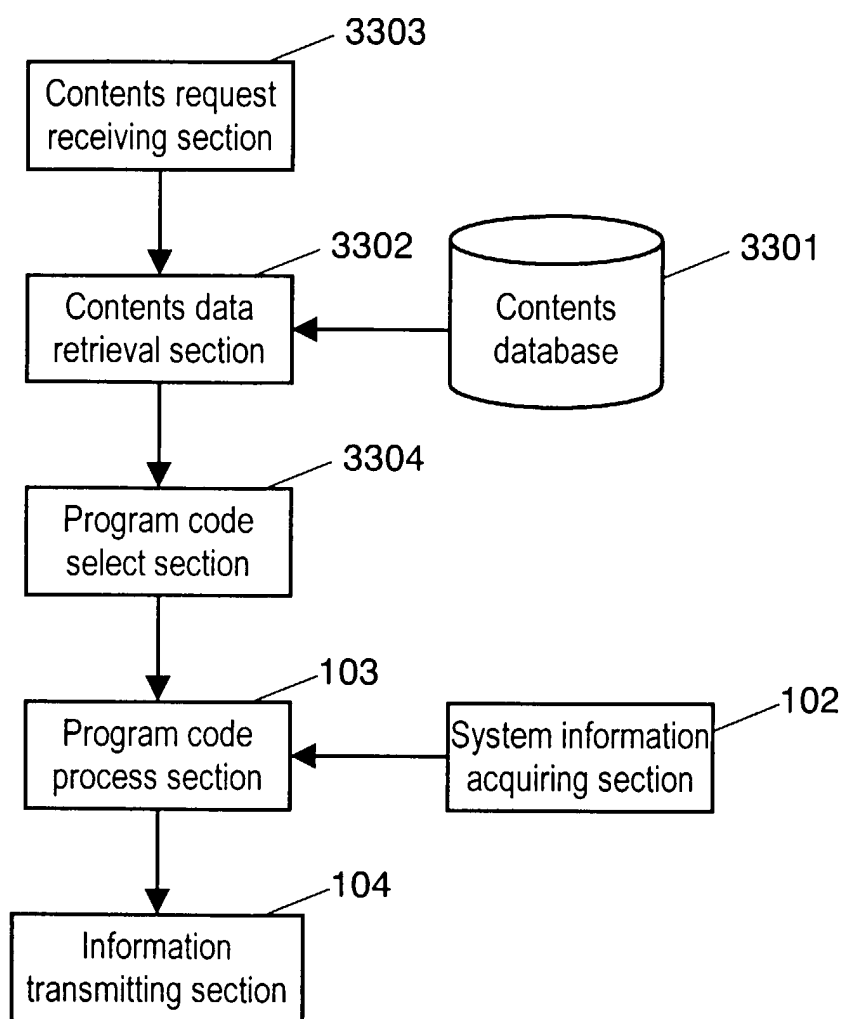 3303
Contents request
receiving section
3302
Contents data
retrieval section
3301
Contents
database
3304
Program code
select section
103
Program code
process section
102
System information
acquiring section
104
Information
transmitting section